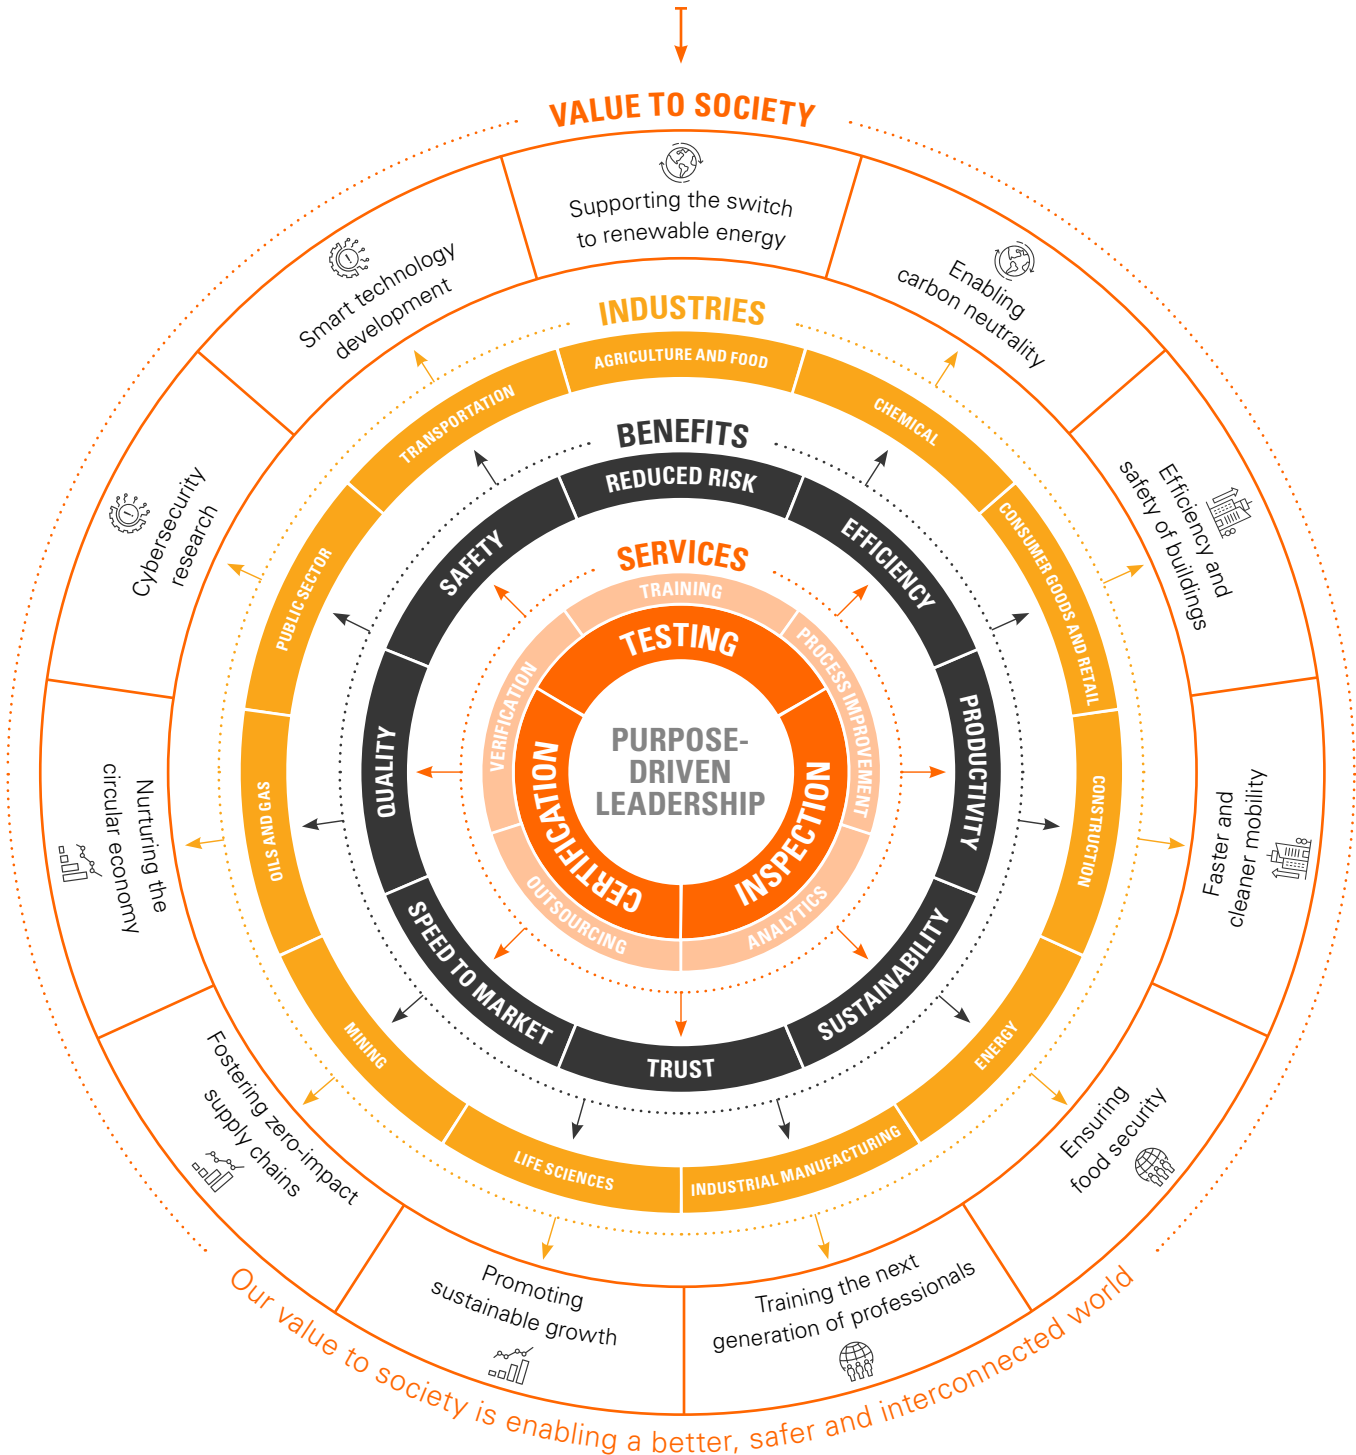 VALUE TO SOCIETY
Supporting the switch
to renewable energy
Enabling
carbon neutrality
Efficiency and
safety of buildings
Faster and
cleaner mobility
Ensuring
food security
Training the next
generation of professionals
Promoting
sustainable growth
Fostering zero-impact
supply chains
Nurturing the
circular economy
Cybersecurity
research
Smart technology
development
INDUSTRIES
AGRICULTURE AND FOOD
CHEMICAL
CONSUMER GOODS AND RETAIL
CONSTRUCTION
ENERGY
INDUSTRIAL MANUFACTURING
LIFE SCIENCES
MINING
OILS AND GAS
PUBLIC SECTOR
TRANSPORTATION
BENEFITS
REDUCED RISK
EFFICIENCY
PRODUCTIVITY
SUSTAINABILITY
TRUST
SPEED TO MARKET
QUALITY
SAFETY
SERVICES
TRAINING
PROCESS IMPROVEMENT
ANALYTICS
OUTSOURCING
VERIFICATION
TESTING
INSPECTION
CERTIFICATION
PURPOSE-
DRIVEN
LEADERSHIP
Our value to society is enabling a better, safer and interconnected world